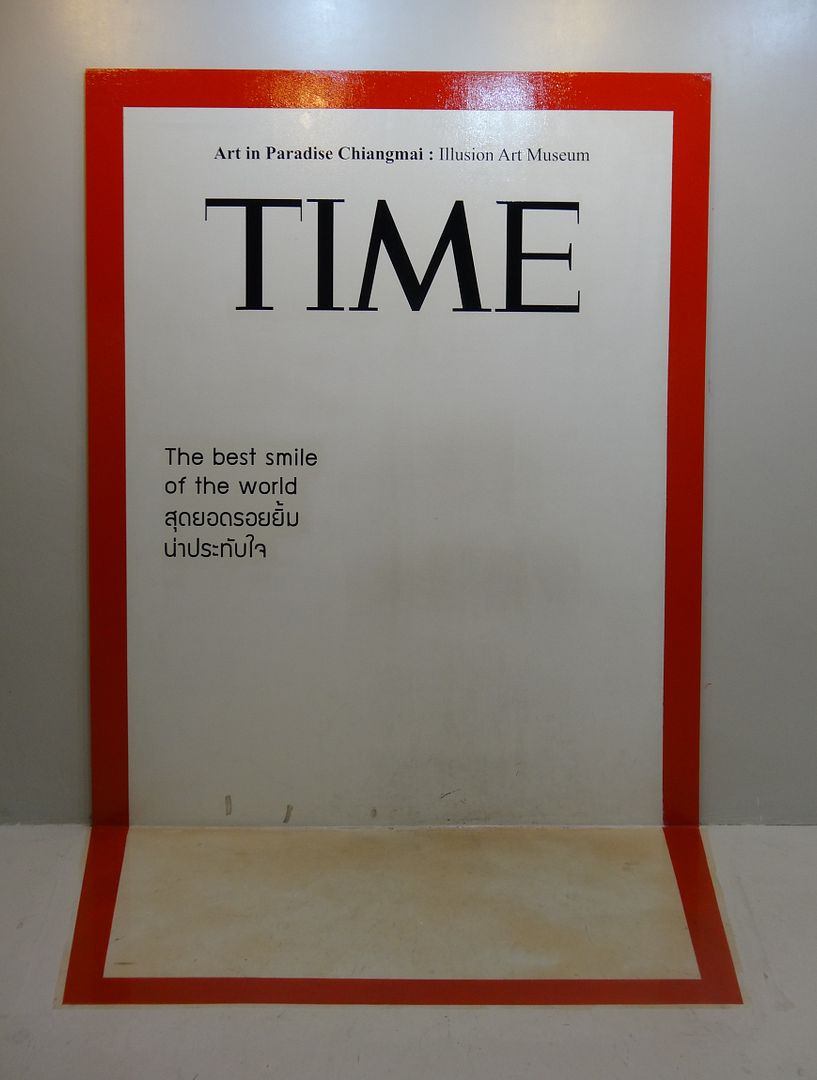 Art in Paradise Chiangmai : Illusion Art Museum
TIME
The best smile
of the world
สุดยอดรอยยิ้ม
น่าประทับใจ